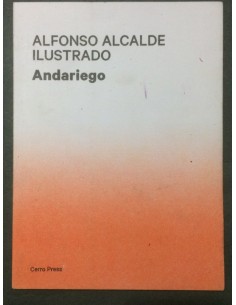 ALFONSO ALCALDE
ILUSTRADO
Andariego
Cerro Press